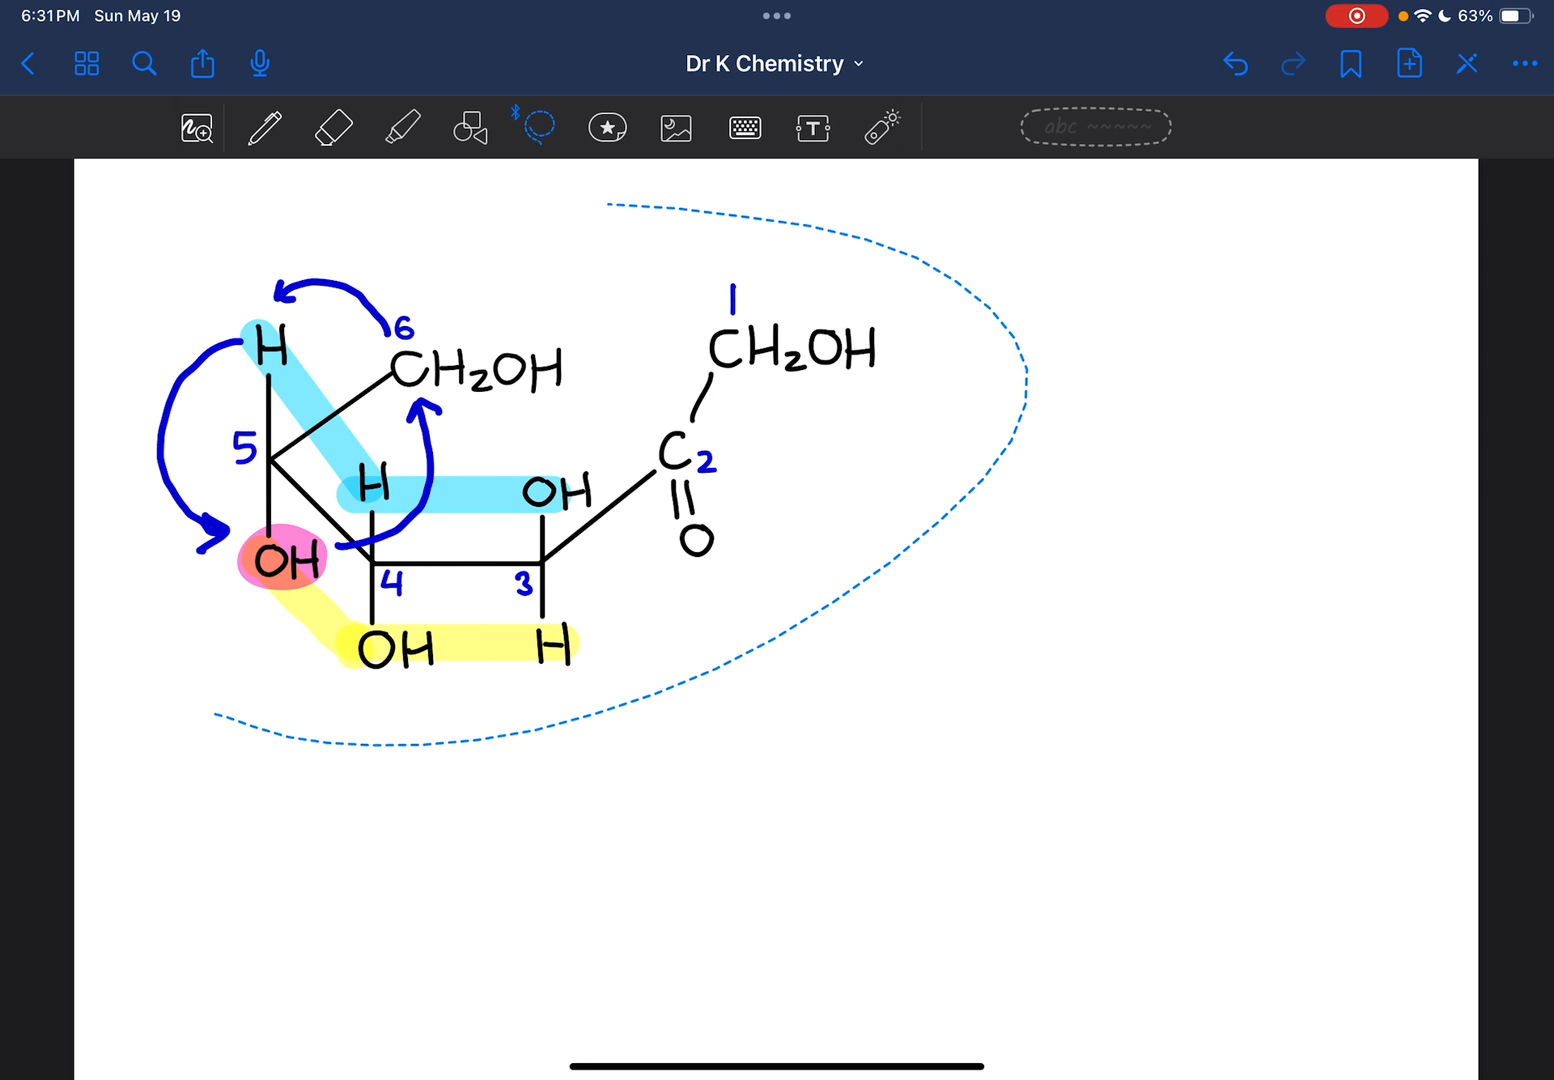 6:31 PM Sun May 19
63%
Dr K Chemistry
abc
1
6
H
CH₂OH
CH₂OH
5
C
2
H
OH
O
OH
4
3
OH
H